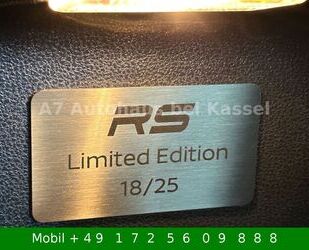 A7 Autohaus bei Kassel
RS
Limited Edition
18/25
Mobil + 49 1 7 2 5 6 0 9 8 8 8